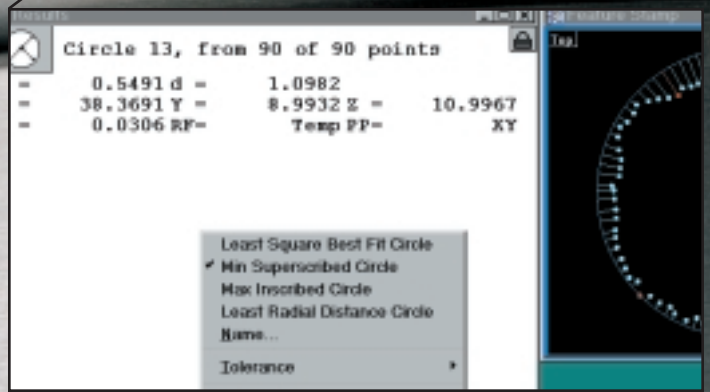 Results
Feature Stamp
Top
Circle 13, from 90 of 90 points
= 0.5491 d = 1.0982
= 38.3691 Y = 8.9932 Z = 10.9967
= 0.0306 RF= Temp PP= XY
Least Square Best Fit Circle
✔ Min Superscribed Circle
Max Inscribed Circle
Least Radial Distance Circle
Name...
Tolerance